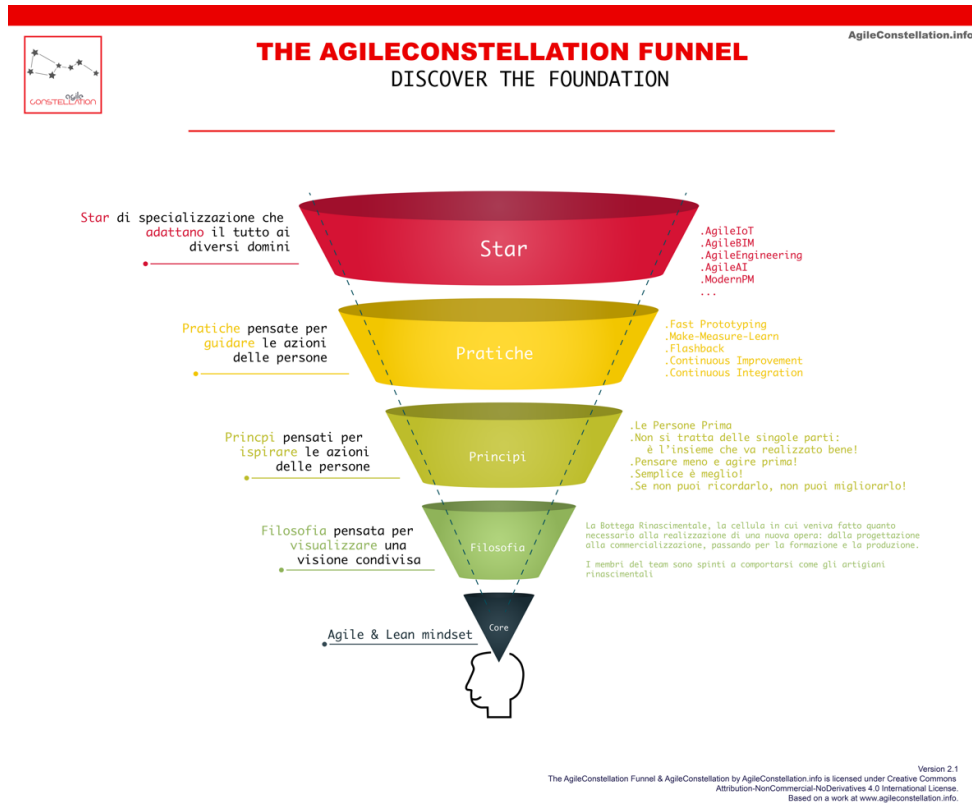 AgileConstellation.info
THE AGILECONSTELLATION FUNNEL
DISCOVER THE FOUNDATION
agile
CONSTELLATION
Star di specializzazione che
adattano il tutto ai
diversi domini
Star
.AgileIoT
.AgileBIM
.AgileEngineering
.AgileAI
.ModernPM
...
Pratiche pensate per
guidare le azioni
delle persone
Pratiche
.Fast Prototyping
.Make-Measure-Learn
.Flashback
.Continuous Improvement
.Continuous Integration
Princpi pensati per
ispirare le azioni
delle persone
Principi
.Le Persone Prima
.Non si tratta delle singole parti:
è l'insieme che va realizzato bene!
.Pensare meno e agire prima!
.Semplice è meglio!
.Se non puoi ricordarlo, non puoi migliorarlo!
Filosofia pensata per
visualizzare una
visione condivisa
Filosofia
La Bottega Rinascimentale, la cellula in cui veniva fatto quanto
necessario alla realizzazione di una nuova opera: dalla progettazione
alla commercializzazione, passando per la formazione e la produzione.
I membri del team sono spinti a comportarsi come gli artigiani
rinascimentali
Agile & Lean mindset
Core
Version 2.1
The AgileConstellation Funnel & AgileConstellation by AgileConstellation.info is licensed under Creative Commons
Attribution-NonCommercial-NoDerivatives 4.0 International License.
Based on a work at www.agileconstellation.info.